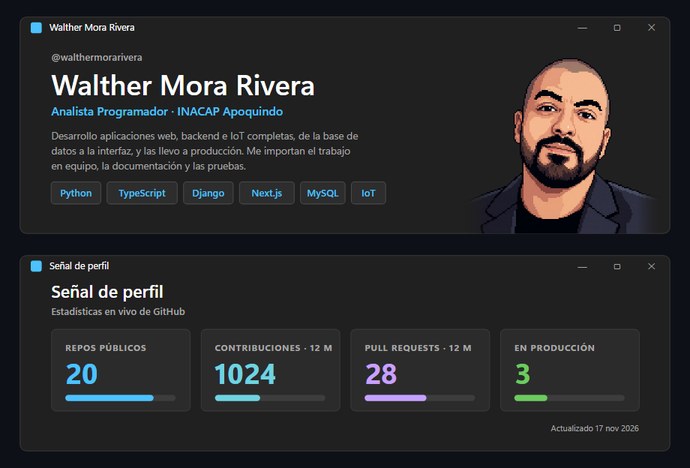 Walther Mora Rivera
@walthermorarivera
Walther Mora Rivera
Analista Programador · INACAP Apoquindo
Desarrollo aplicaciones web, backend e IoT completas, de la base de
datos a la interfaz, y las llevo a producción. Me importan el trabajo
en equipo, la documentación y las pruebas.
Python TypeScript Django Next.js MySQL IoT
Señal de perfil
Señal de perfil
Estadísticas en vivo de GitHub
REPOS PÚBLICOS CONTRIBUCIONES · 12 M PULL REQUESTS · 12 M EN PRODUCCIÓN
20 1024 28 3
Actualizado 17 nov 2026